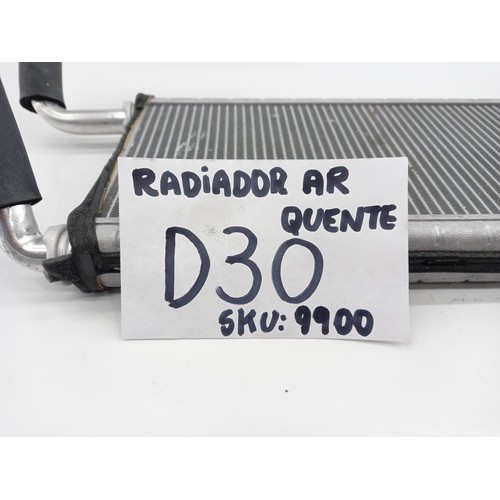 RADiADOR AR
QUENTE
D30
SKU: 9900